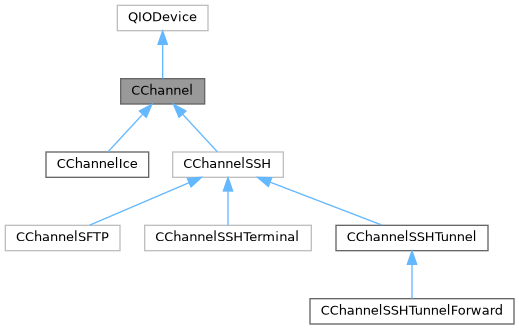 QIODevice
CChannel
CChannelIce
CChannelSSH
CChannelSFTP
CChannelSSHTerminal
CChannelSSHTunnel
CChannelSSHTunnelForward